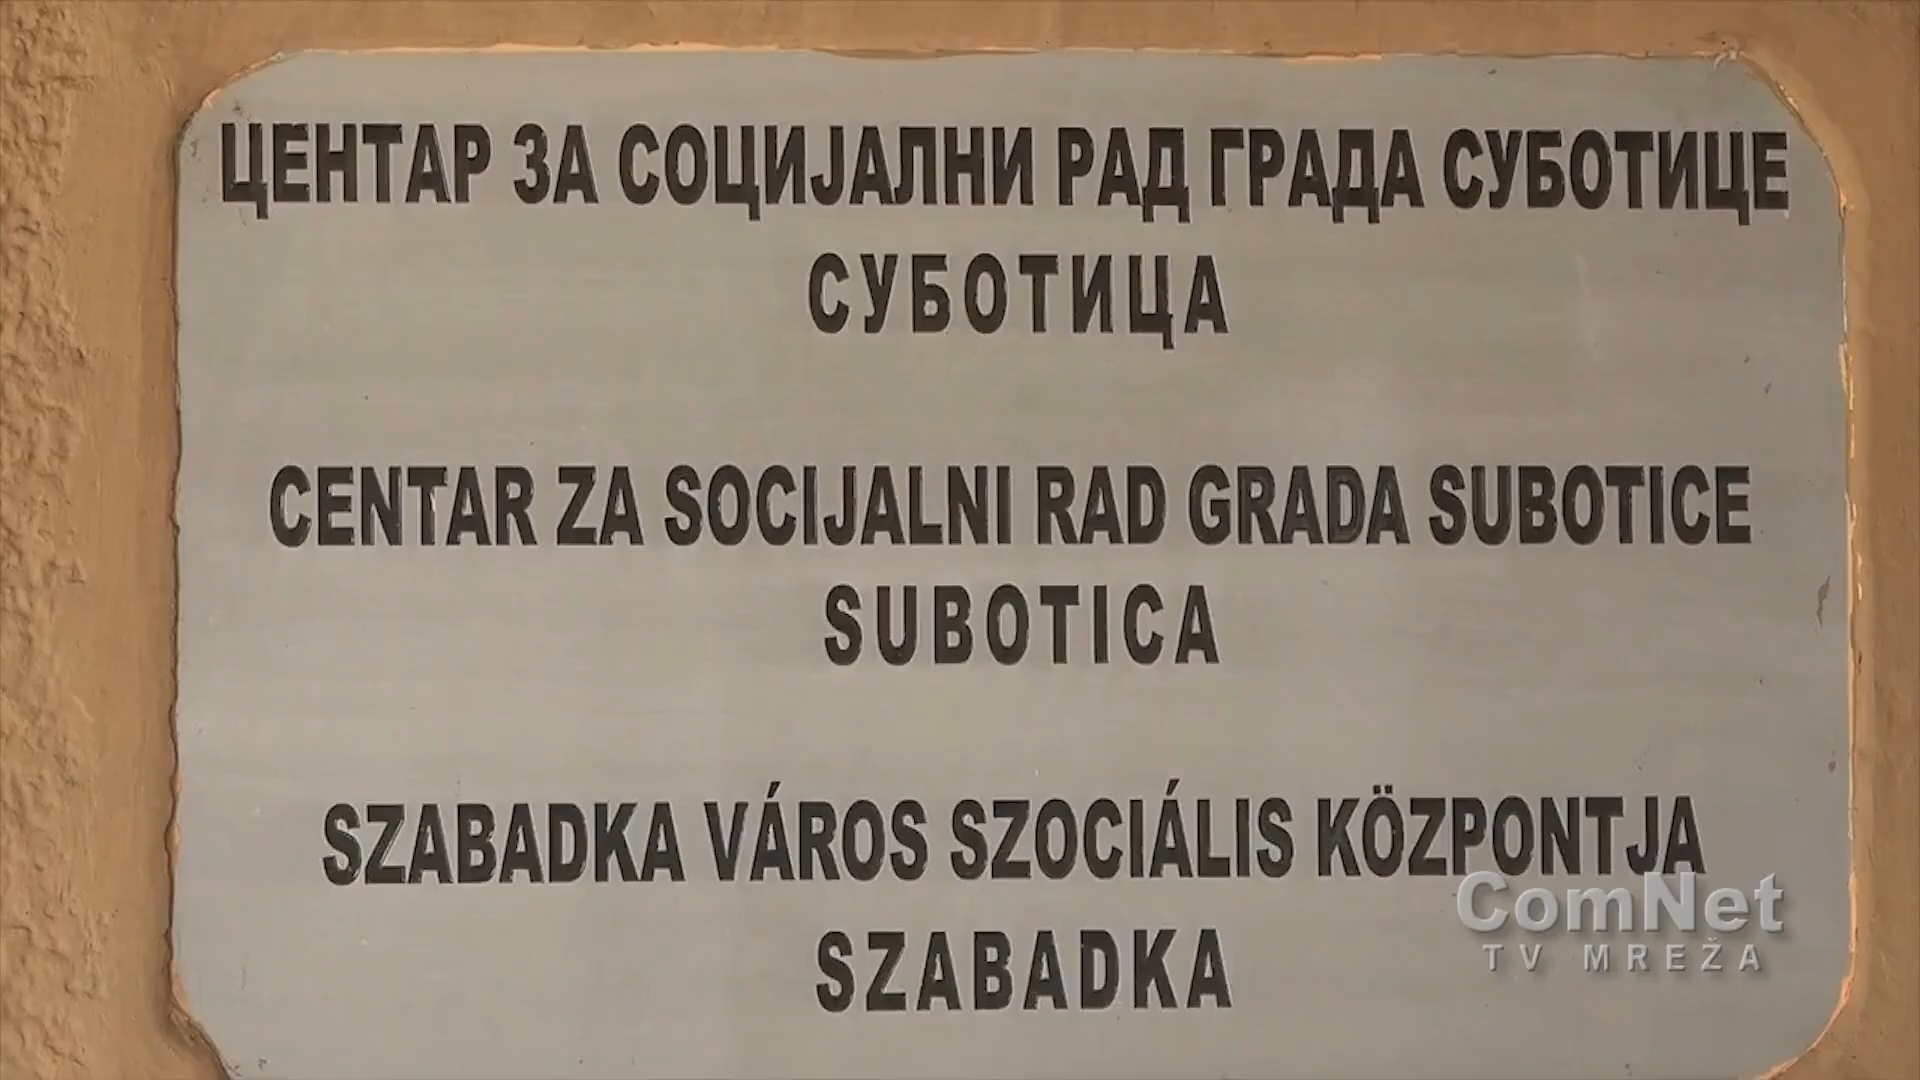 ЦЕНТАР ЗА СОЦИЈАЛНИ РАД ГРАДА СУБОТИЦЕ
СУБОТИЦА
CENTAR ZA SOCIJALNI RAD GRADA SUBOTICE
SUBOTICA
SZABADKA VÁROS SZOCIÁLIS KÖZPONTJA
SZABADKA
ComNet
TV MREŽA